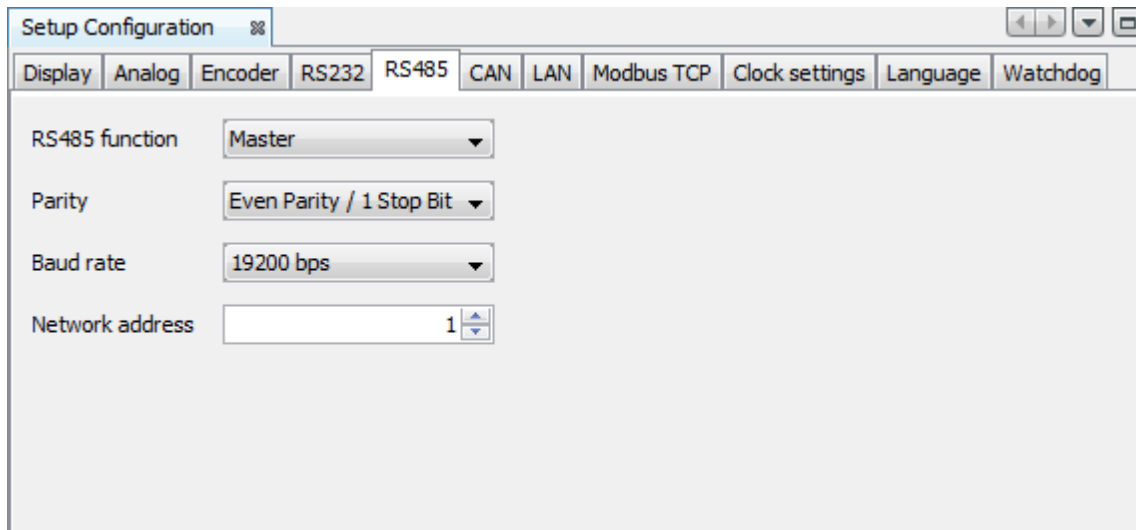 Setup Configuration
Display Analog Encoder RS232 RS485 CAN LAN Modbus TCP Clock settings Language Watchdog
RS485 function Master
Parity Even Parity / 1 Stop Bit
Baud rate 19200 bps
Network address 1